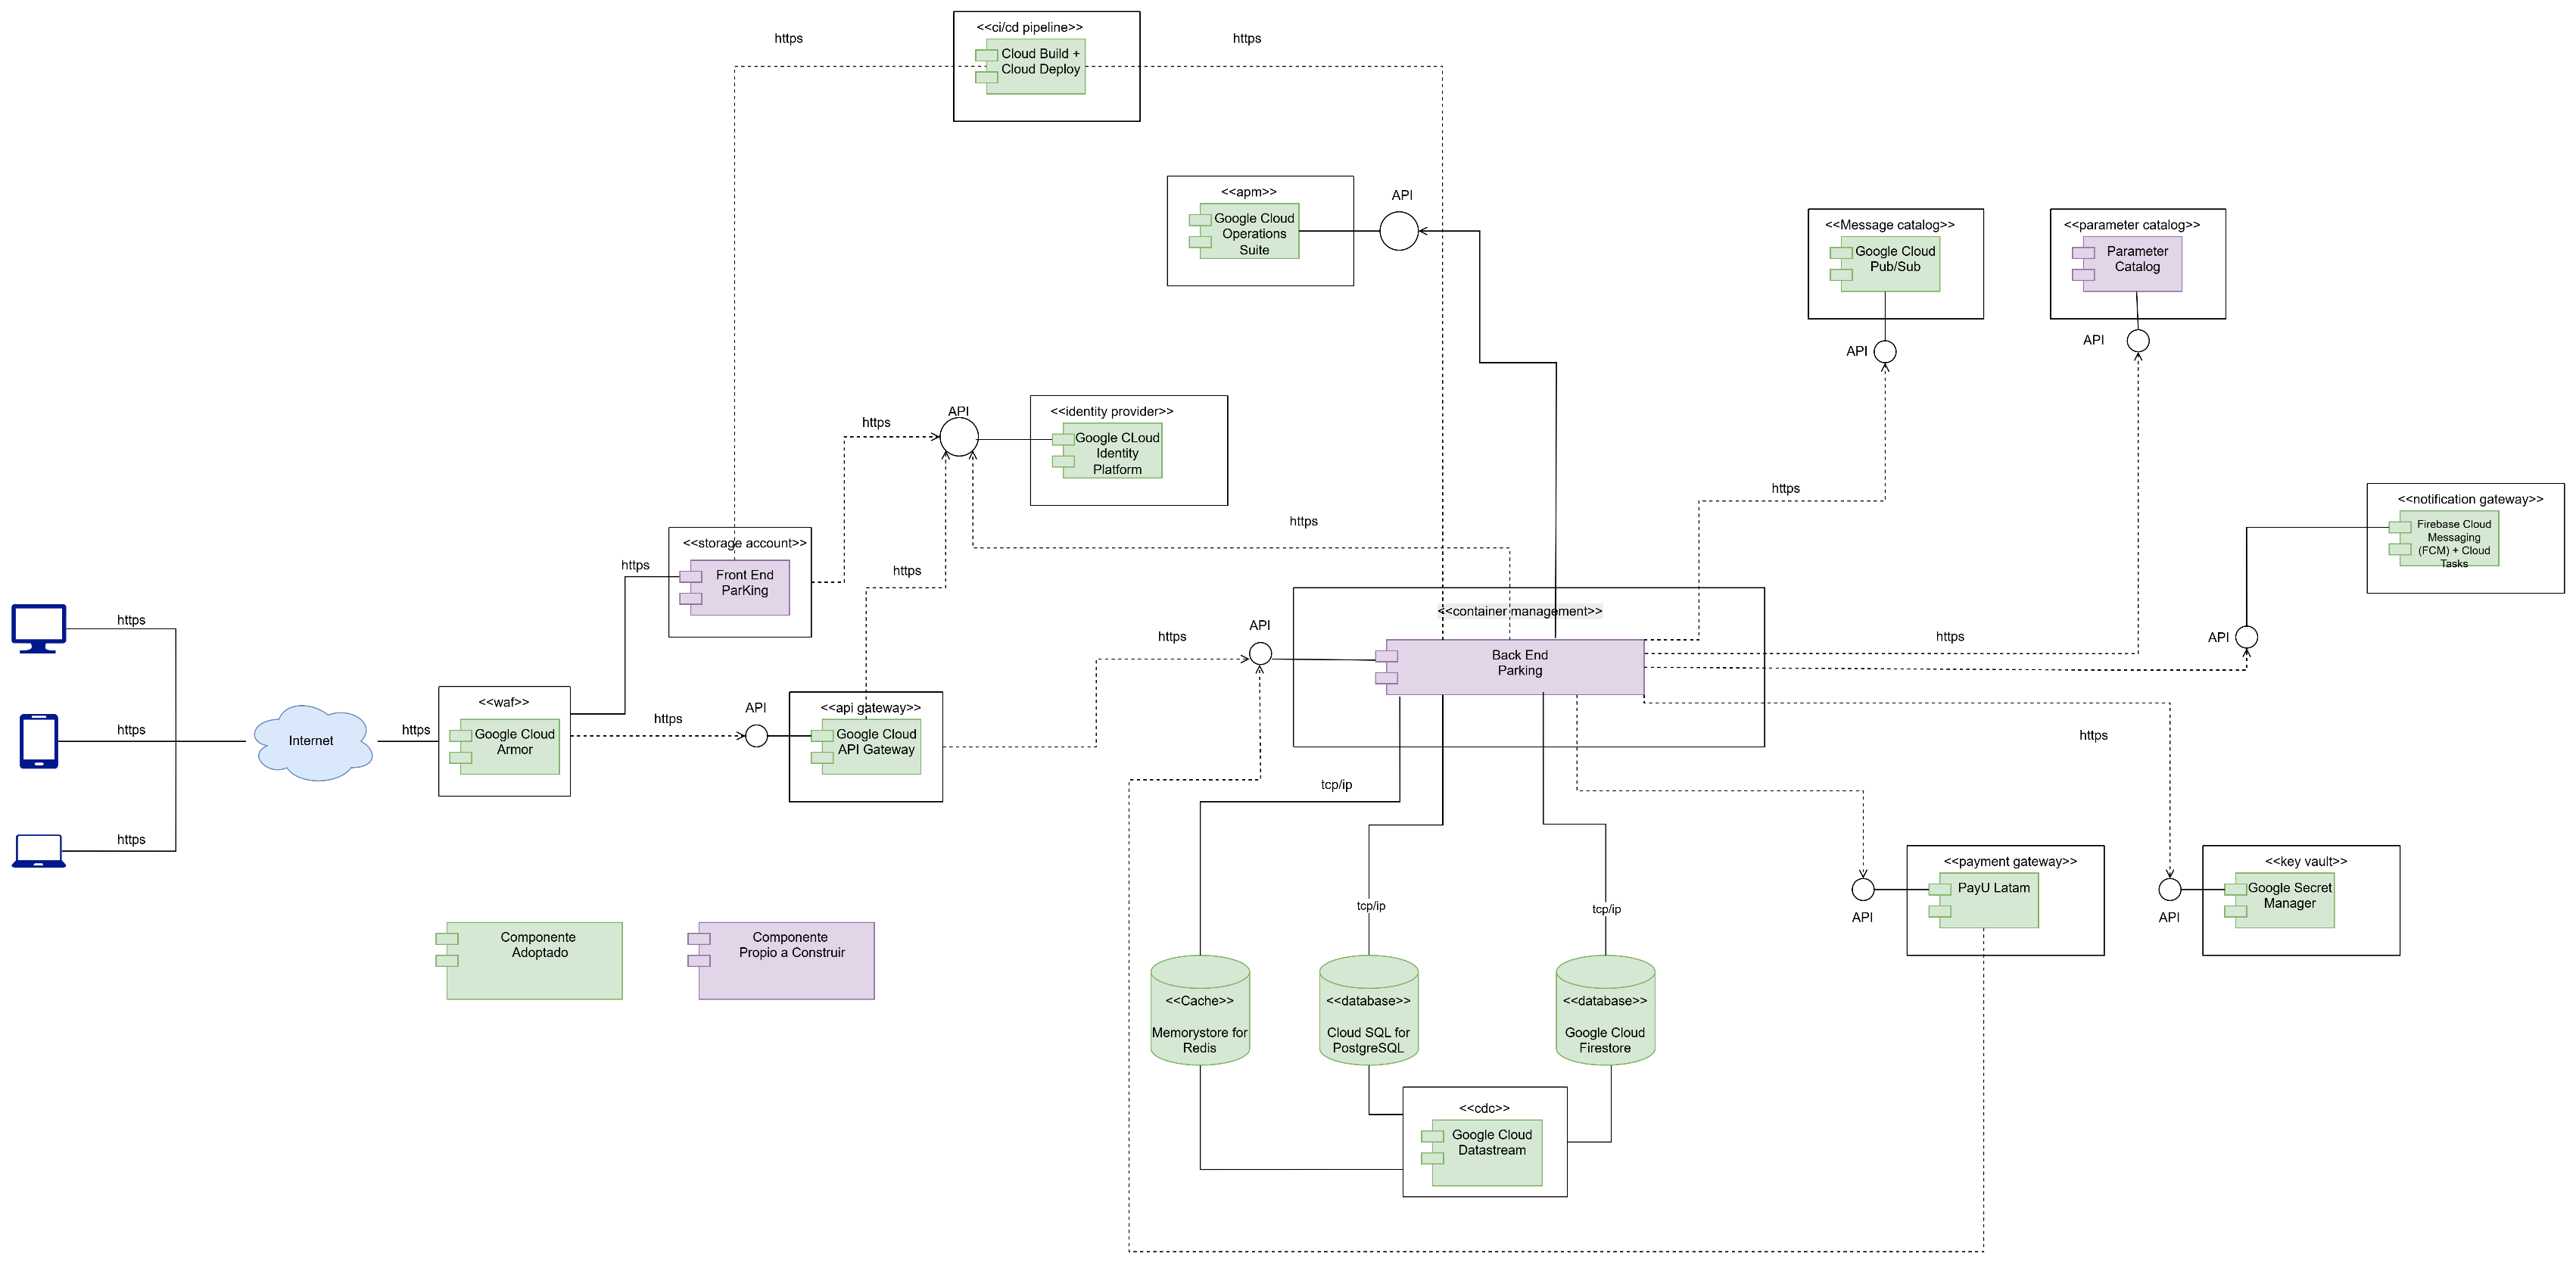 <<ci/cd pipeline>>
Cloud Build +
Cloud Deploy
https
https
<<apm>>
Google Cloud
Operations
Suite
API
<<Message catalog>>
Google Cloud
Pub/Sub
API
<<parameter catalog>>
Parameter
Catalog
API
API
<<identity provider>>
Google CLoud
Identity
Platform
https
https
https
https
<<notification gateway>>
Firebase Cloud
Messaging
(FCM) + Cloud
Tasks
API
<<storage account>>
Front End
ParKing
https
https
https
https
https
Internet
<<waf>>
Google Cloud
Armor
https
API
<<api gateway>>
Google Cloud
API Gateway
https
API
<<container management>>
Back End
Parking
https
https
tcp/ip
tcp/ip
tcp/ip
<<payment gateway>>
PayU Latam
API
<<key vault>>
Google Secret
Manager
API
Componente
Adoptado
Componente
Propio a Construir
<<Cache>>
Memorystore for
Redis
<<database>>
Cloud SQL for
PostgreSQL
<<database>>
Google Cloud
Firestore
<<cdc>>
Google Cloud
Datastream